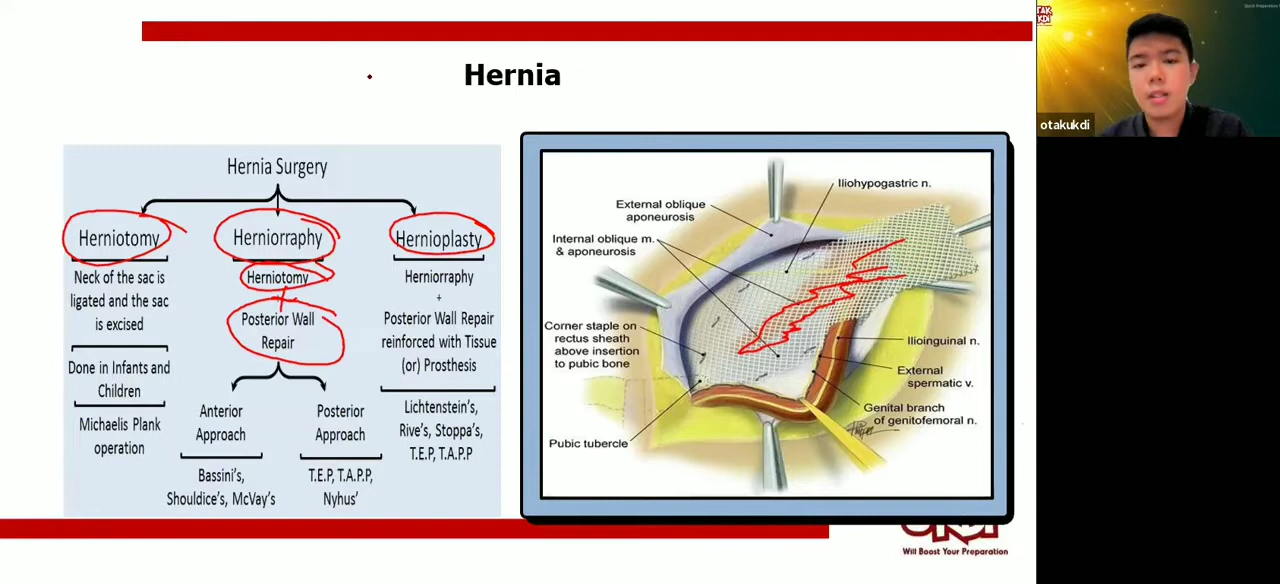 Hernia
Hernia Surgery
Herniotomy
Neck of the sac is
ligated and the sac
is excised
Done in Infants and
Children
Michaelis Plank
operation
Herniorraphy
Herniotomy
+
Posterior Wall
Repair
Anterior
Approach
Bassini's,
Shouldice's, McVay's
Posterior
Approach
T.E.P, T.A.P.P,
Nyhus'
Hernioplasty
Herniorraphy
+
Posterior Wall Repair
reinforced with Tissue
(or) Prosthesis
Lichtenstein's,
Rive's, Stoppa's,
T.E.P, T.A.P.P
Iliohypogastric n.
External oblique
aponeurosis
Internal oblique m.
& aponeurosis
Corner staple on
rectus sheath
above insertion
to pubic bone
Pubic tubercle
Ilioinguinal n.
External
spermatic v.
Genital branch
of genitofemoral n.
Will Boost Your Preparation
otakukdi